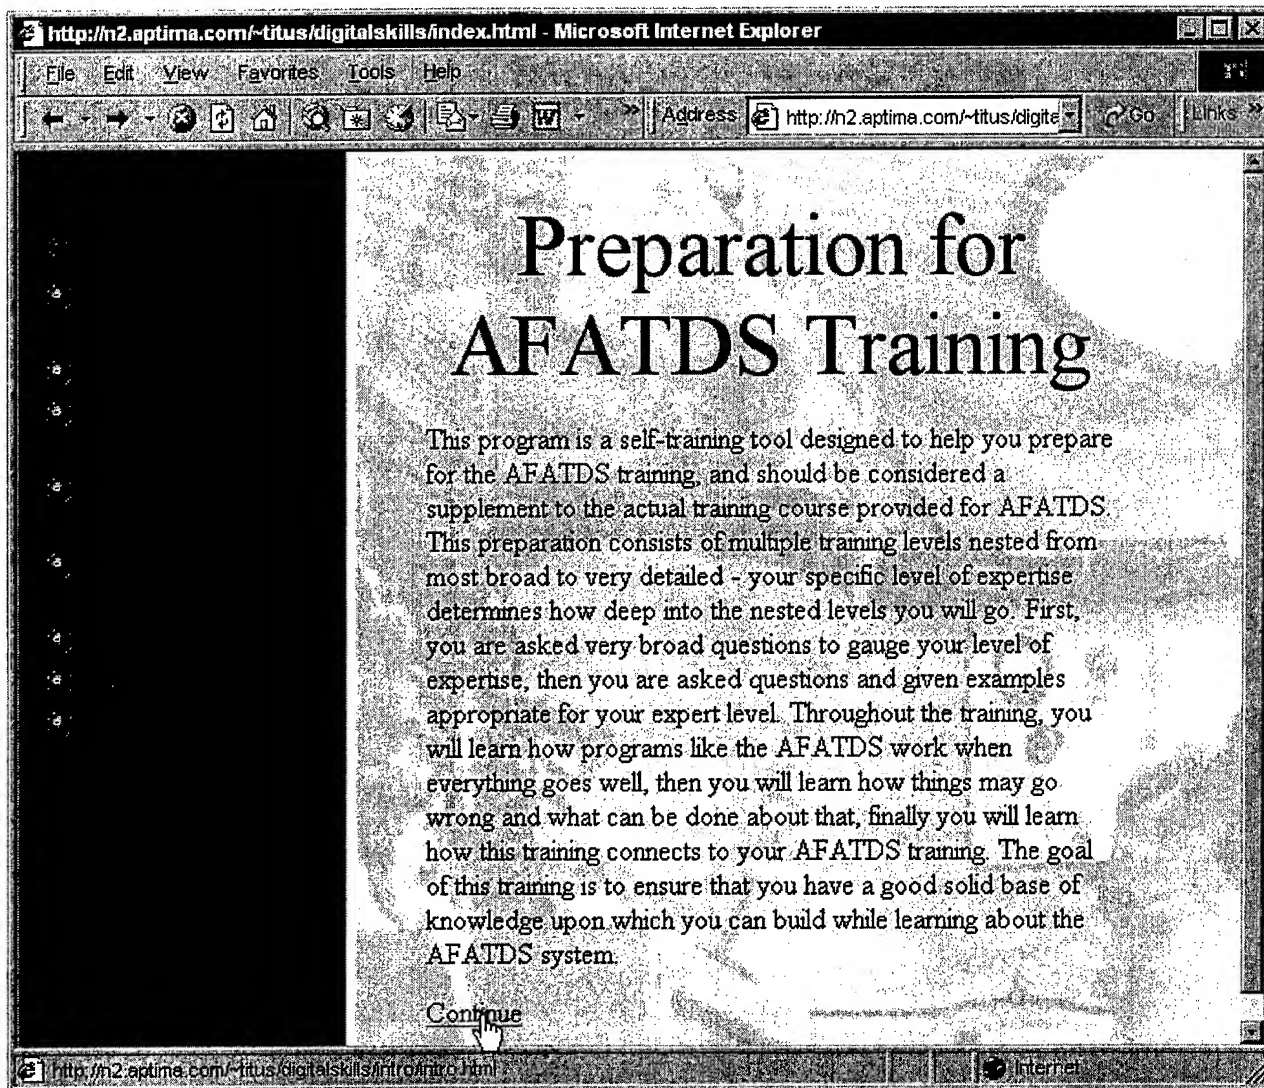 http://n2.aptima.com/~titus/digitalskills/index.html - Microsoft Internet Explorer
File Edit View Favorites Tools Help
Address http://n2.aptima.com/~titus/digita Go Links »
Preparation for
AFATDS Training
This program is a self-training tool designed to help you prepare
for the AFATDS training, and should be considered a
supplement to the actual training course provided for AFATDS.
This preparation consists of multiple training levels nested from
most broad to very detailed - your specific level of expertise
determines how deep into the nested levels you will go. First,
you are asked very broad questions to gauge your level of
expertise, then you are asked questions and given examples
appropriate for your expert level. Throughout the training, you
will learn how programs like the AFATDS work when
everything goes well, then you will learn how things may go
wrong and what can be done about that, finally you will learn
how this training connects to your AFATDS training. The goal
of this training is to ensure that you have a good solid base of
knowledge upon which you can build while learning about the
AFATDS system.
Continue
http://n2.aptima.com/~titus/digitalskills/intro/intro.html Internet